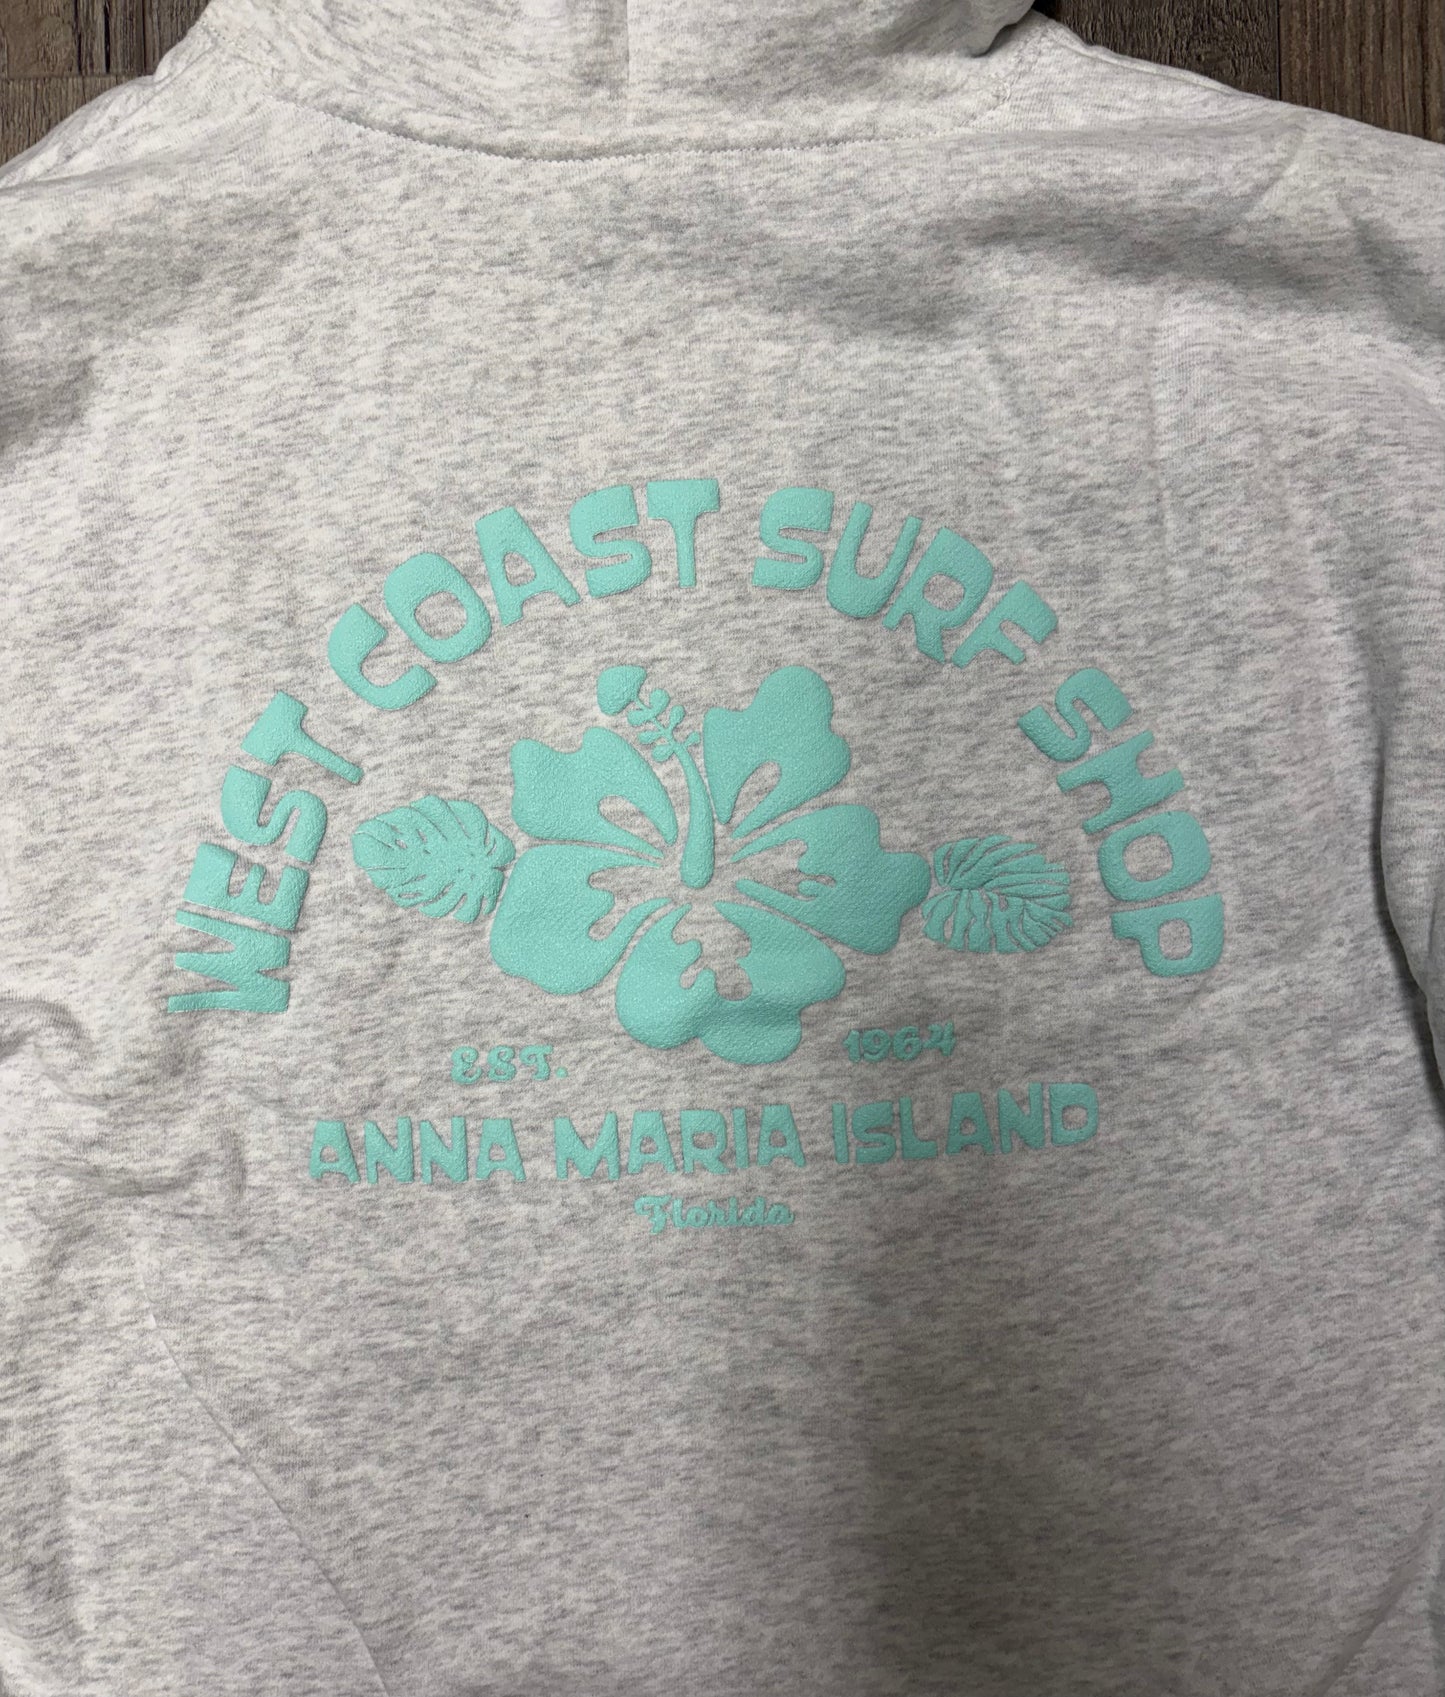 WEST COAST SURF SHOP
EST. 1964
ANNA MARIA ISLAND
Florida